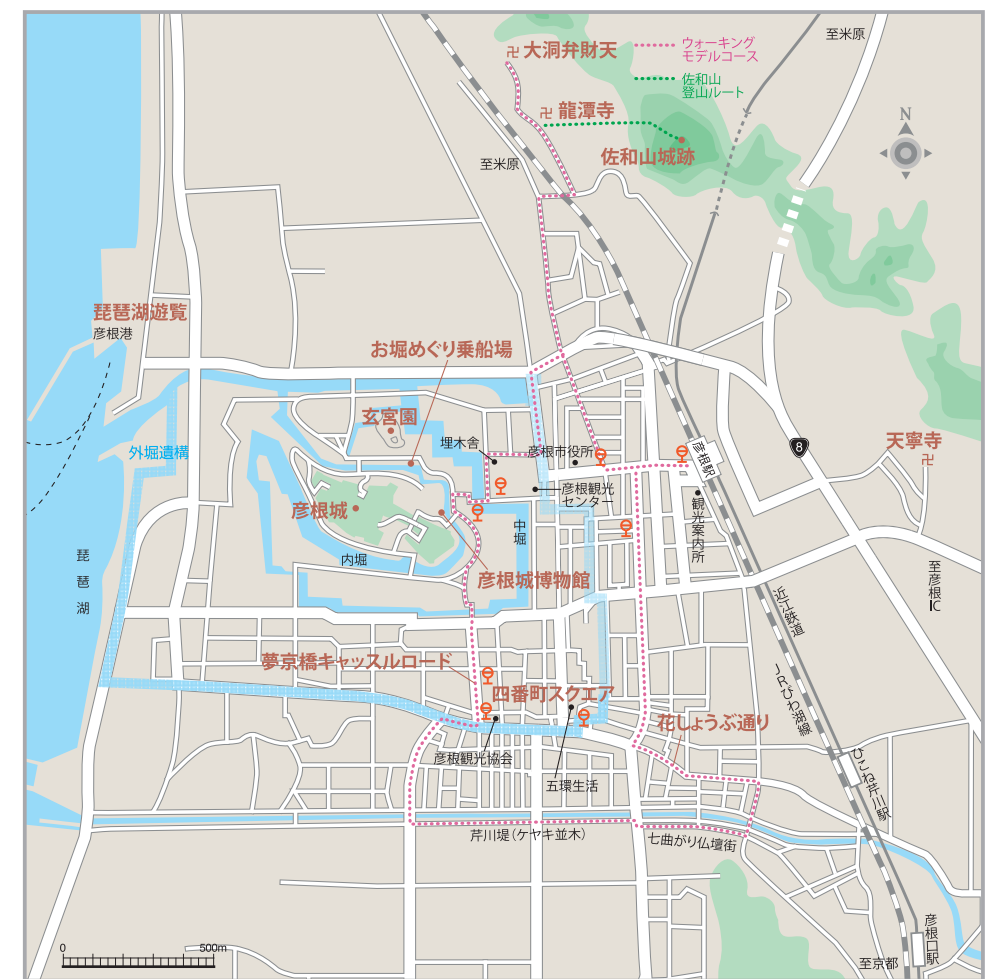 卍 大洞弁財天
ウォーキング
モデルコース
佐和山
登山ルート
至米原
卍 龍潭寺
N
佐和山城跡
至米原
琵琶湖遊覧
彦根港
お堀めぐり乗船場
玄宮園
埋木舎
彦根市役所
外堀遺構
彦根駅
8
天寧寺
卍
彦根観光
センター
観光案内所
彦根城
中堀
内堀
彦根城博物館
琵琶湖
至彦根IC
近江鉄道
JRびわ湖線
夢京橋キャッスルロード
四番町スクエア
花しょうぶ通り
彦根観光協会
五環生活
ひこね芹川駅
芹川堤(ケヤキ並木)
七曲がり仏壇街
彦根口駅
至京都
0
500m